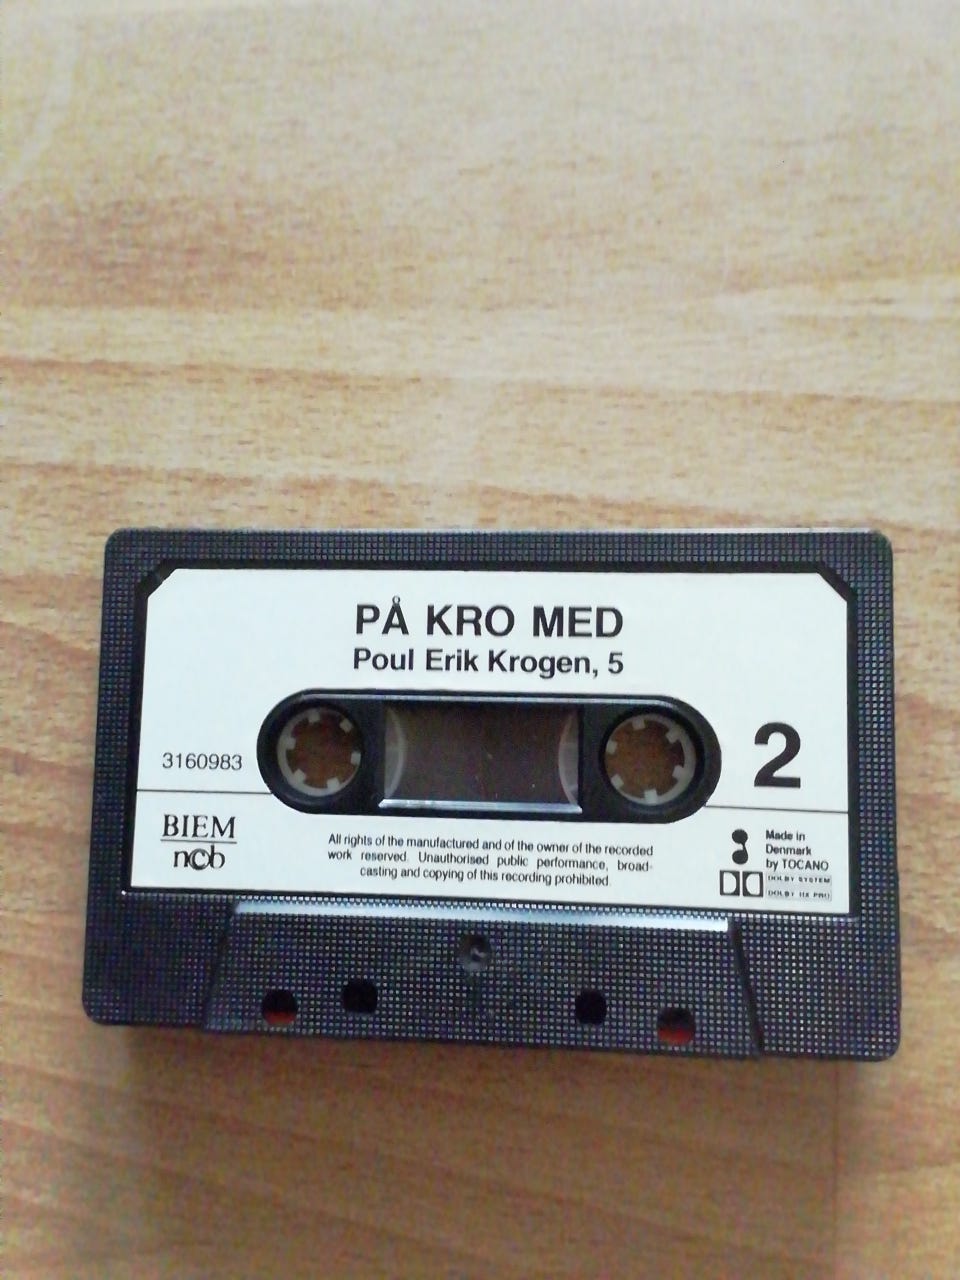 PÅ KRO MED
Poul Erik Krogen, 5
3160983
2
BIEM
ncb
All rights of the manufactured and of the owner of the recorded
work reserved. Unauthorised public performance, broad-
casting and copying of this recording prohibited.
Made in
Denmark
by TOCANO
DOLBY SYSTEM
DOLBY HX PRO